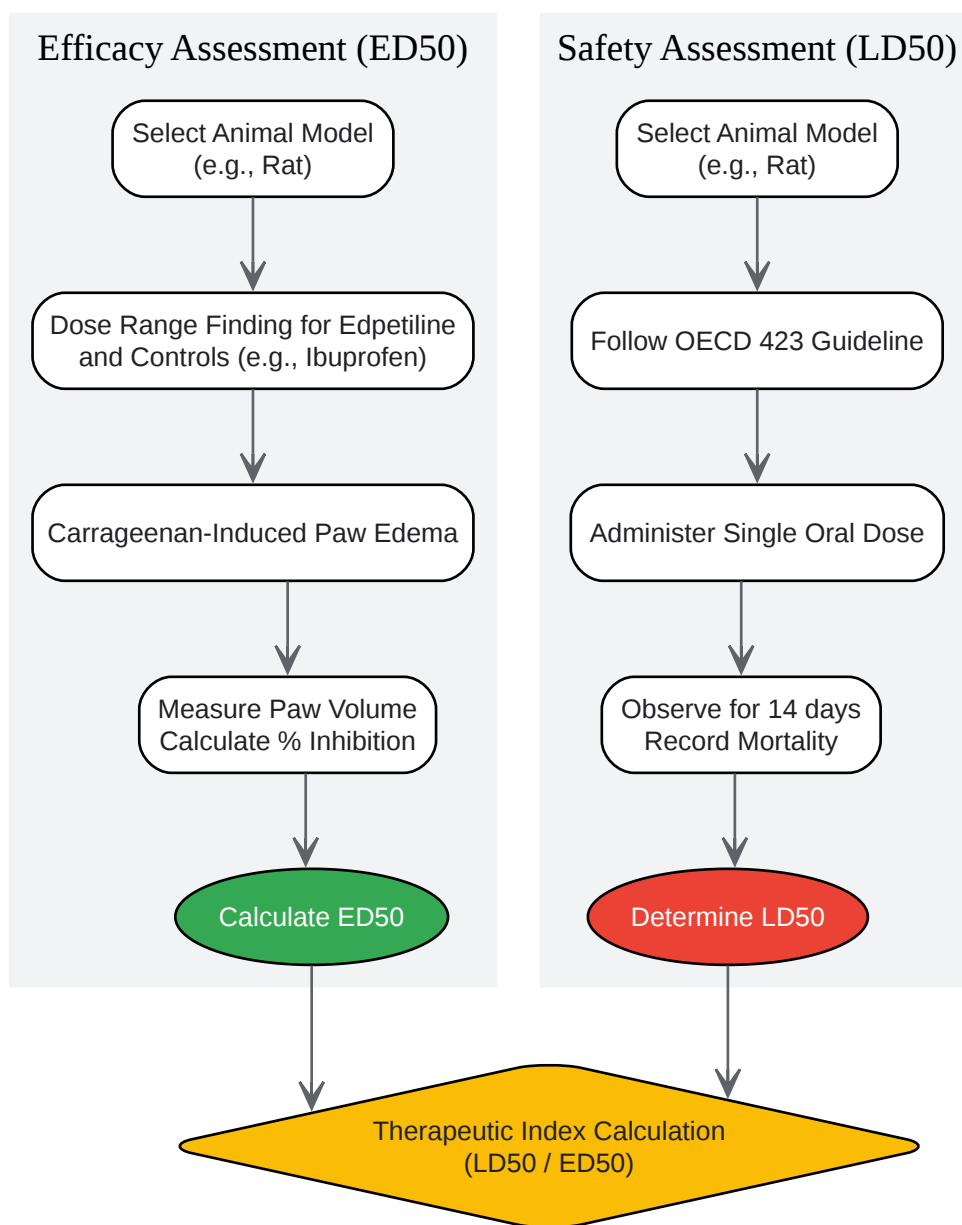 Efficacy Assessment (ED50)
Select Animal Model
(e.g., Rat)
Dose Range Finding for Edpetiline
and Controls (e.g., Ibuprofen)
Carrageenan-Induced Paw Edema
Measure Paw Volume
Calculate % Inhibition
Calculate ED50
Safety Assessment (LD50)
Select Animal Model
(e.g., Rat)
Follow OECD 423 Guideline
Administer Single Oral Dose
Observe for 14 days
Record Mortality
Determine LD50
Therapeutic Index Calculation
(LD50 / ED50)